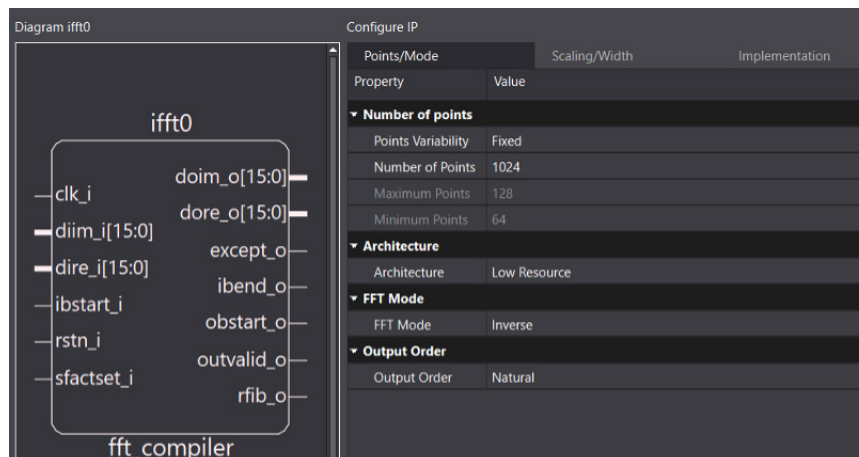 Diagram ifft0
ifft0
clk_i
diim_i[15:0]
dire_i[15:0]
ibstart_i
rstn_i
sfactset_i
doim_o[15:0]
dore_o[15:0]
except_o
ibend_o
obstart_o
outvalid_o
rfib_o
fft_compiler
Configure IP
Points/Mode Scaling/Width Implementation
Property Value
Number of points
Points Variability Fixed
Number of Points 1024
Maximum Points 128
Minimum Points 64
Architecture
Architecture Low Resource
FFT Mode
FFT Mode Inverse
Output Order
Output Order Natural